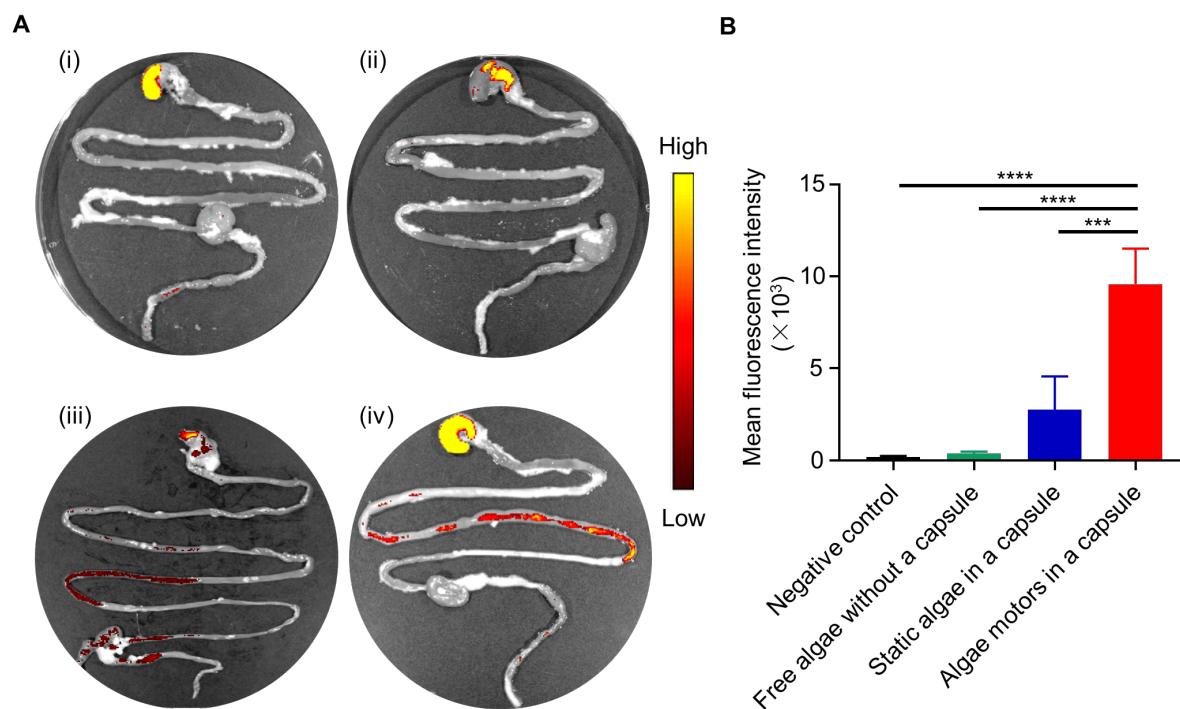 A
B
(i)
(ii)
(iii)
(iv)
High
Low
Mean fluorescence intensity
(×10³)
15
10
5
0
****
****
***
Negative control
Free algae without a capsule
Static algae in a capsule
Algae motors in a capsule